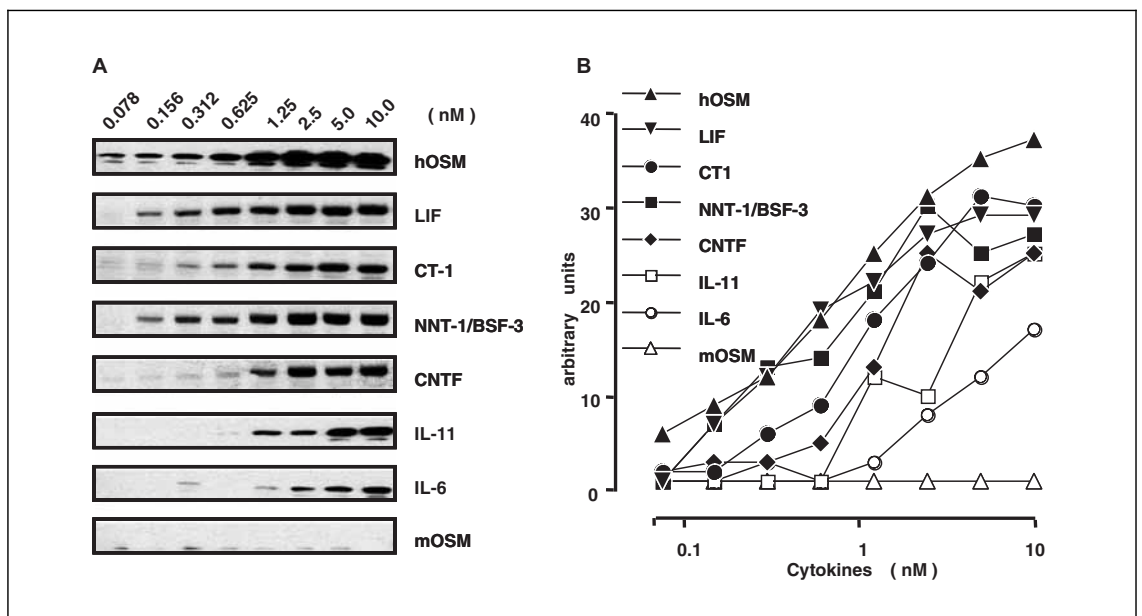 A
0.078 0.156 0.312 0.625 1.25 2.5 5.0 10.0 ( nM )
hOSM
LIF
CT-1
NNT-1/BSF-3
CNTF
IL-11
IL-6
mOSM
B
hOSM
LIF
CT1
NNT-1/BSF-3
CNTF
IL-11
IL-6
mOSM
arbitrary units
40
30
20
10
0
0.1 1 10
Cytokines ( nM )